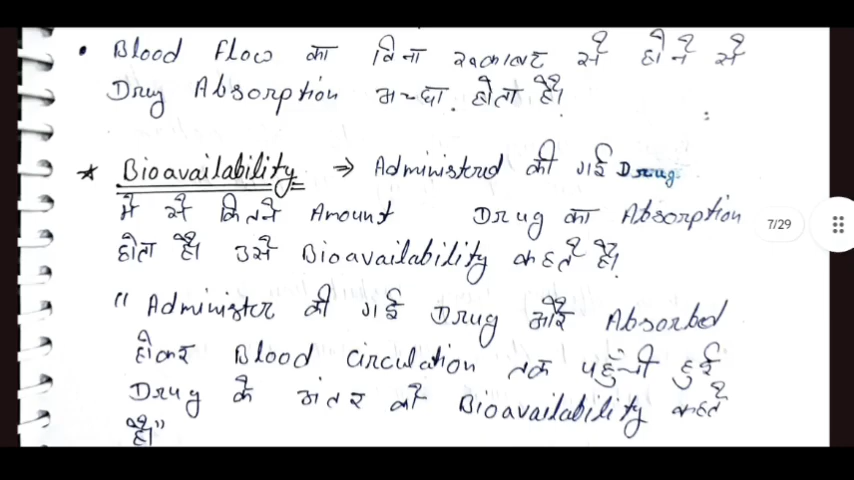 • Blood flow का बिना रुकावट से होने से
Drug Absorption अच्छा होता है।
* Bioavailability ⇒ Administered की गई Drug
में से कितने Amount Drug का Absorption
होता है। उसे Bioavailability कहते है।
7/29
“ Administer की गई Drug और Absorbed
होकर Blood circulation तक पहुँची हुई
Drug के अंतर को Bioavailability कहते
है।”